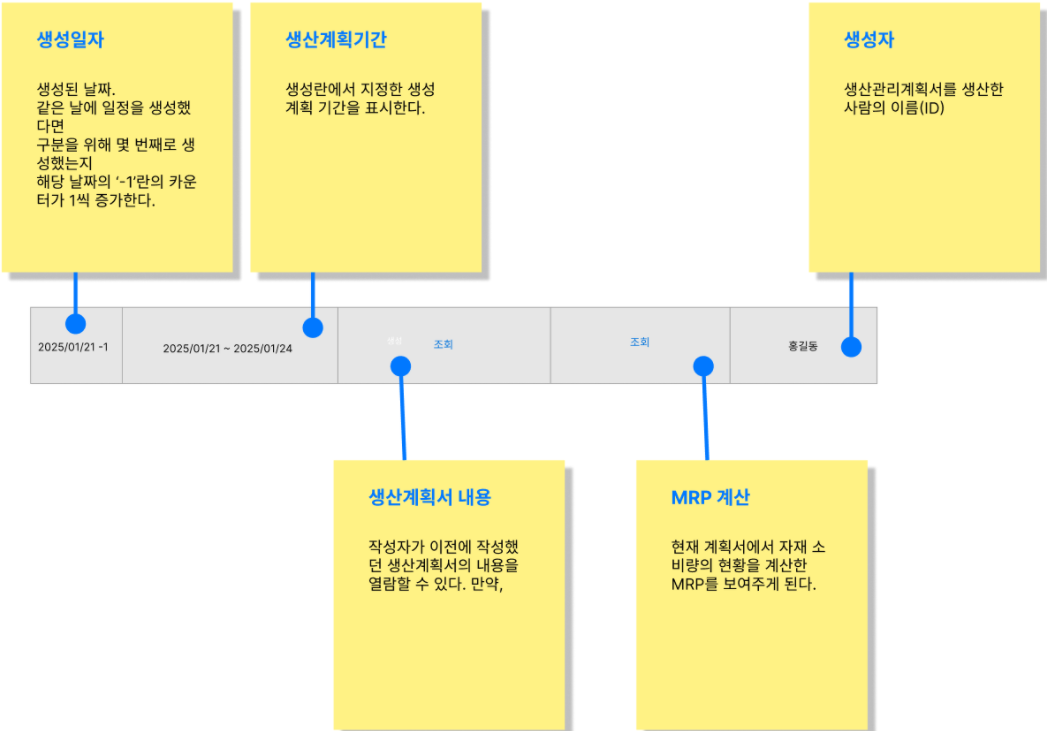 생성일자
생성된 날짜.
같은 날에 일정을 생성했
다면
구분을 위해 몇 번째로 생
성했는지
해당 날짜의 ‘-1’란의 카운
터가 1씩 증가한다.
생산계획기간
생성란에서 지정한 생성
계획 기간을 표시한다.
생성자
생산관리계획서를 생산한
사람의 이름(ID)
2025/01/21 -1
2025/01/21 ~ 2025/01/24
생성
조회
조회
홍길동
생산계획서 내용
작성자가 이전에 작성했
던 생산계획서의 내용을
열람할 수 있다. 만약,
MRP 계산
현재 계획서에서 자재 소
비량의 현황을 계산한
MRP를 보여주게 된다.